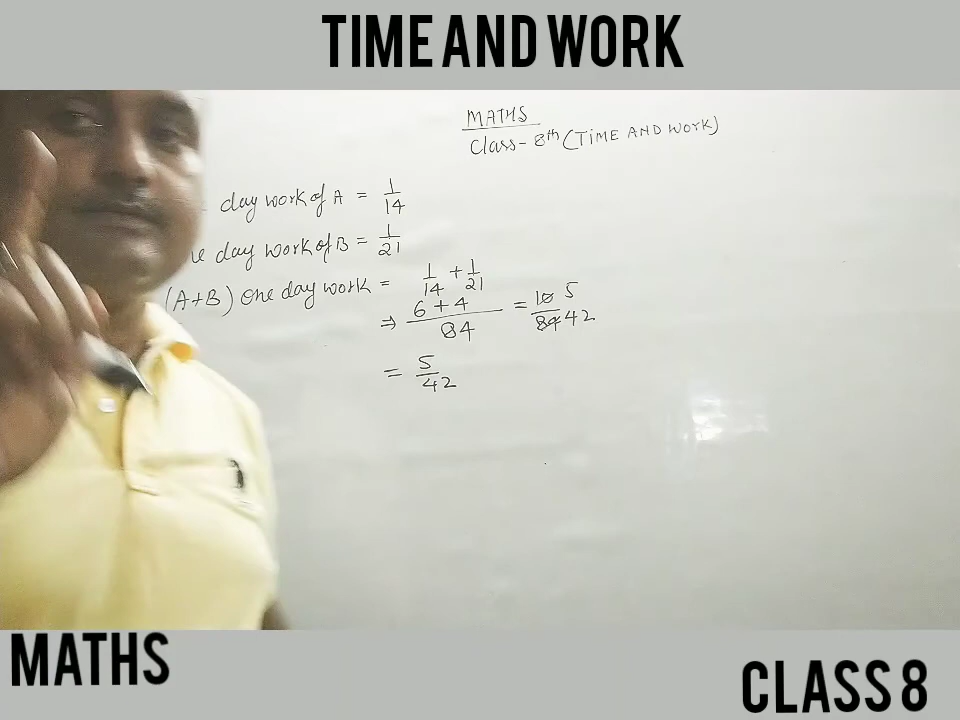 TIME AND WORK
MATHS
Class - 8th (TIME AND WORK)
day work of A = 1/14
day work of B = 1/21
(A+B) One day work = 1/14 + 1/21
⇒ 6 + 4 / 84 = 10 5 / 84 42
= 5/42
MATHS
CLASS 8